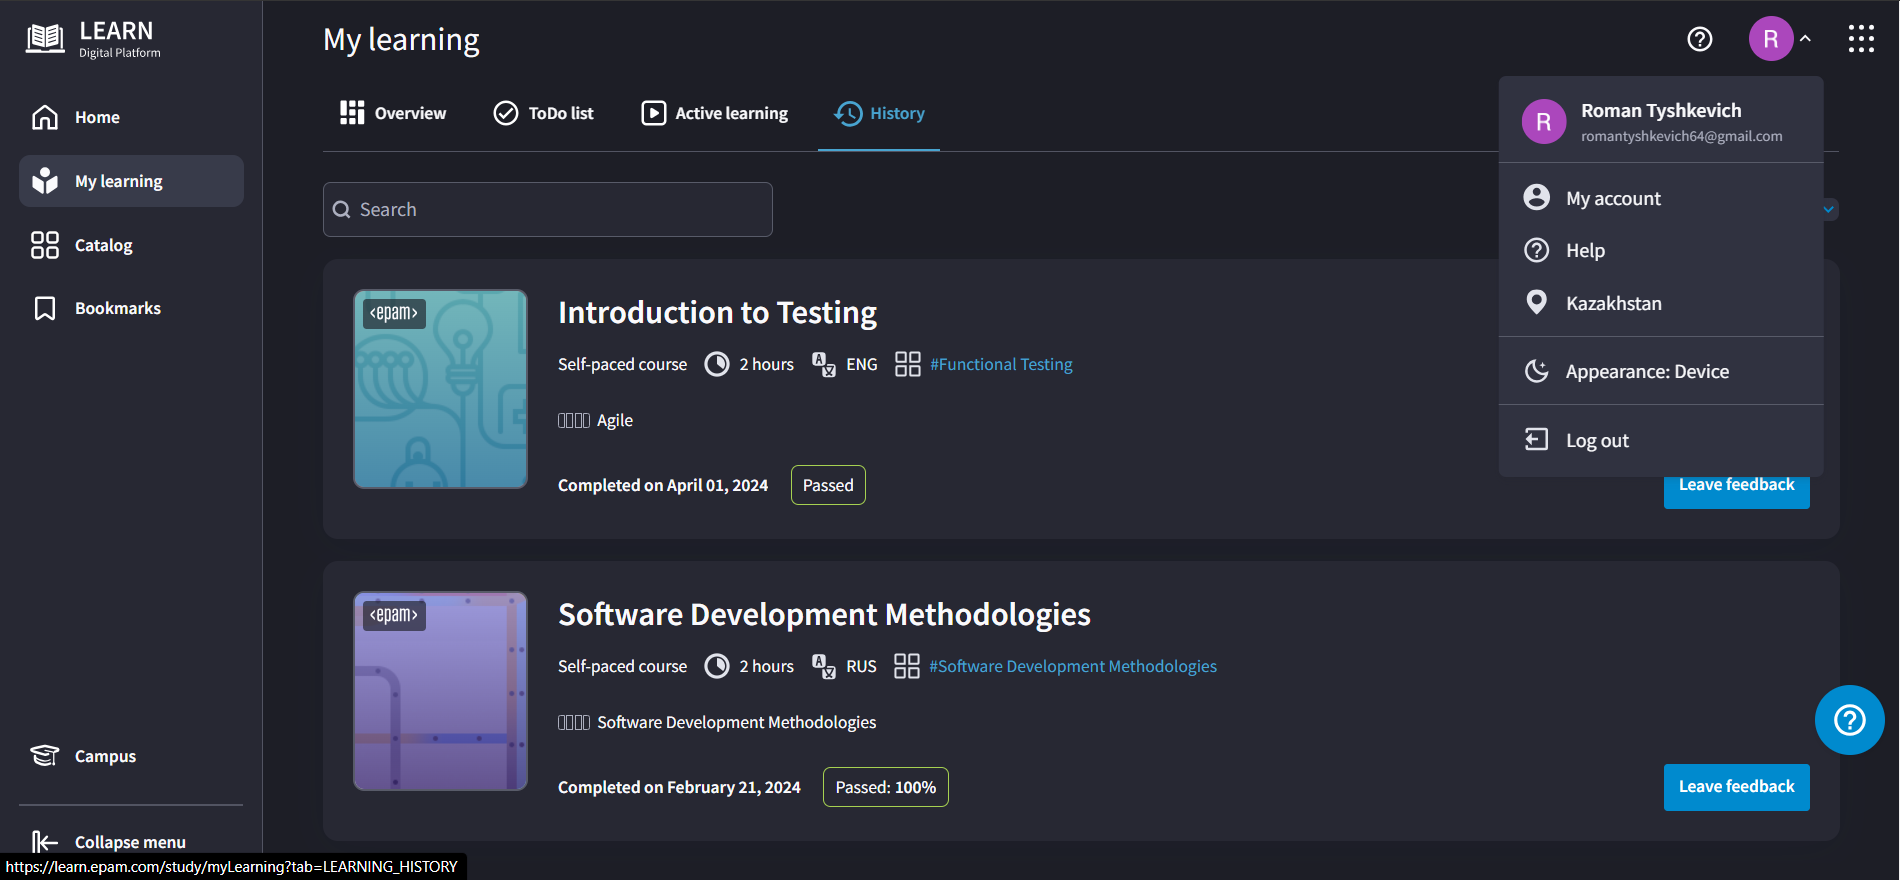 LEARN
Digital Platform
Home
My learning
Catalog
Bookmarks
Campus
Collapse menu
https://learn.epam.com/study/myLearning?tab=LEARNING_HISTORY
My learning
R
Overview
ToDo list
Active learning
History
Search
R
Roman Tyshkevich
romantyshkevich64@gmail.com
My account
Help
Kazakhstan
Appearance: Device
Log out
<epam>
Introduction to Testing
Self-paced course 2 hours ENG #Functional Testing
Agile
Completed on April 01, 2024 Passed
Leave feedback
<epam>
Software Development Methodologies
Self-paced course 2 hours RUS #Software Development Methodologies
Software Development Methodologies
Completed on February 21, 2024 Passed: 100%
Leave feedback